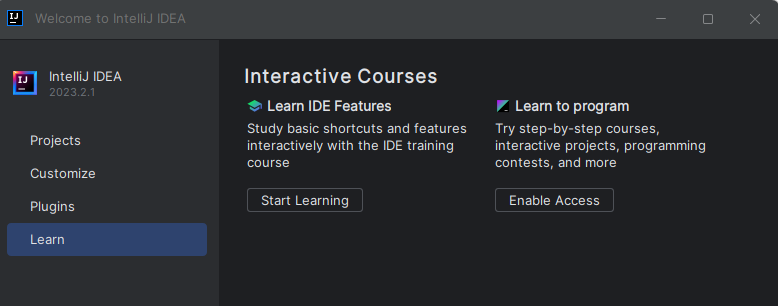 Welcome to IntelliJ IDEA
IntelliJ IDEA
2023.2.1
Projects
Customize
Plugins
Learn
Interactive Courses
Learn IDE Features
Study basic shortcuts and features
interactively with the IDE training
course
Start Learning
Learn to program
Try step-by-step courses,
interactive projects, programming
contests, and more
Enable Access